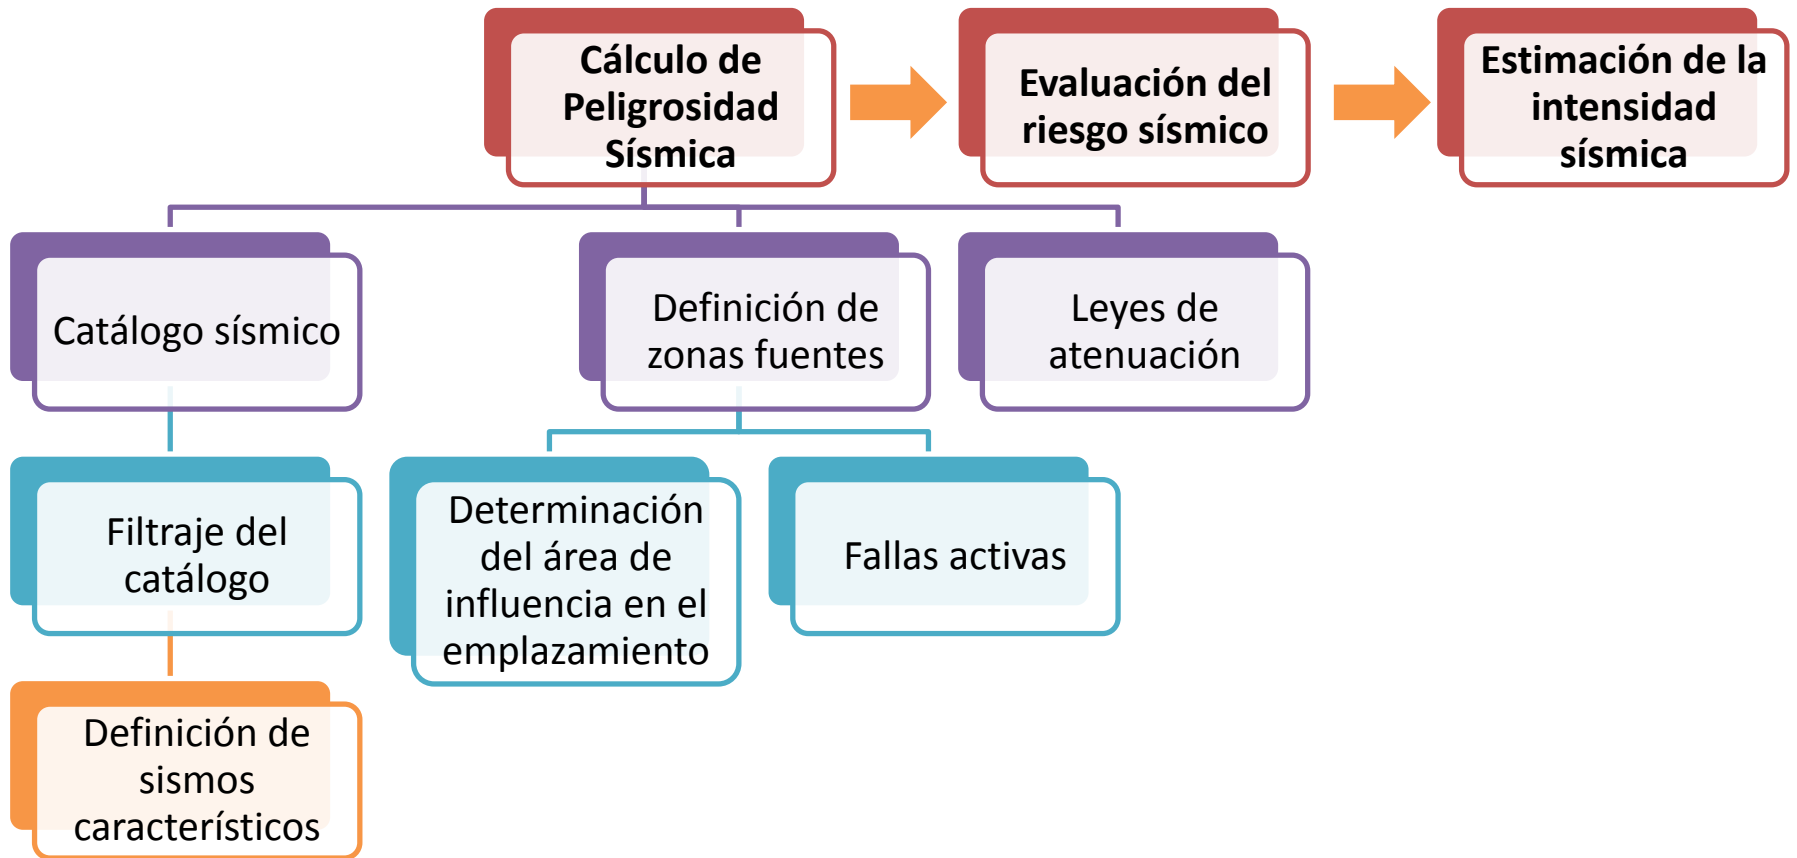 Cálculo de
Peligrosidad
Sísmica
Evaluación del
riesgo sísmico
Estimación de la
intensidad
sísmica
Catálogo sísmico
Definición de
zonas fuentes
Leyes de
atenuación
Filtraje del
catálogo
Determinación
del área de
influencia en el
emplazamiento
Fallas activas
Definición de
sismos
característicos